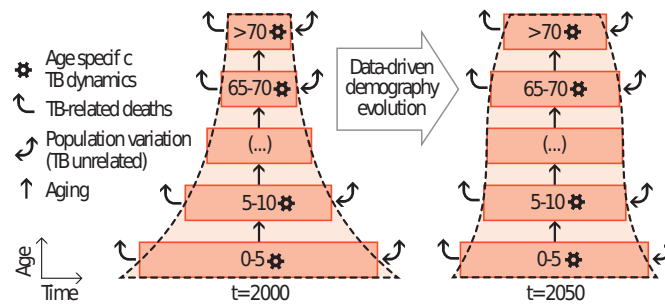 Age specific
TB dynamics
TB-related deaths
Population variation
(TB unrelated)
Aging
Age
Time
>70
65-70
(...)
5-10
0-5
t=2000
Data-driven
demography
evolution
>70
65-70
(...)
5-10
0-5
t=2050